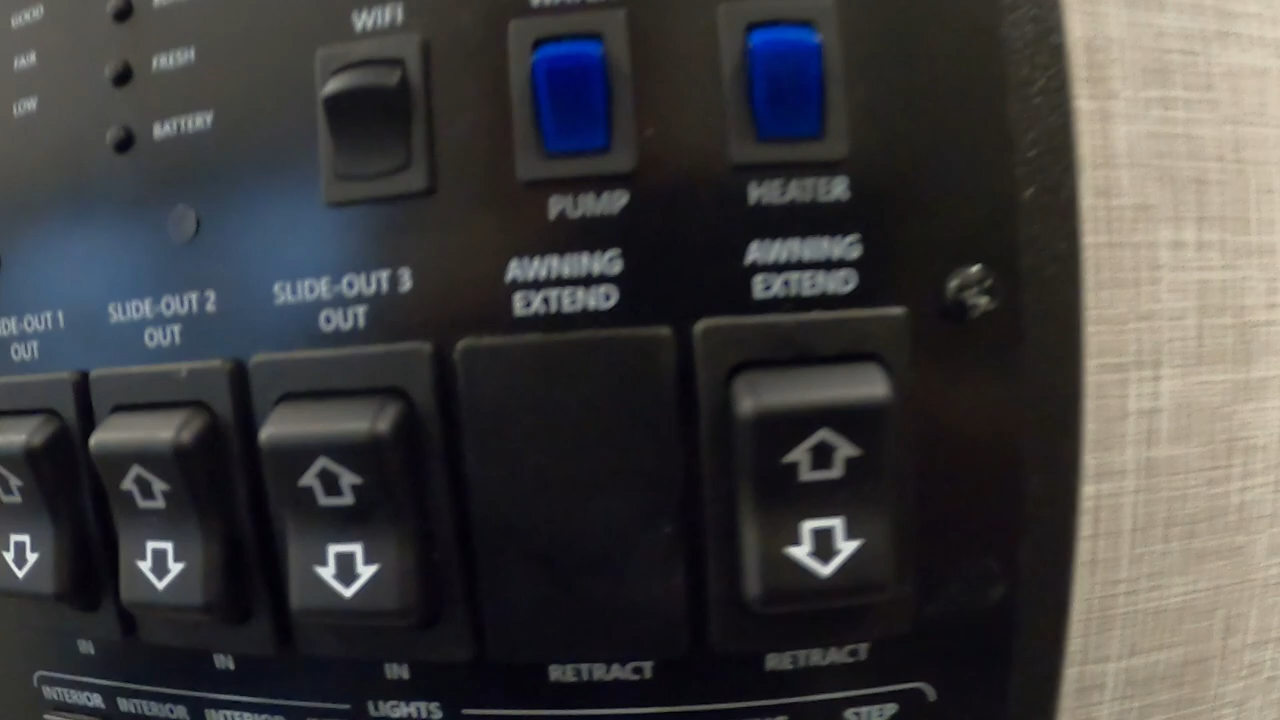 GOOD
FAIR
FRESH
LOW
BATTERY
WIFI
PUMP
HEATER
SLIDE-OUT 2
OUT
SLIDE-OUT 3
OUT
AWNING
EXTEND
AWNING
EXTEND
OUT 1
OUT
IN
IN
IN
RETRACT
RETRACT
INTERIOR
INTERIOR
INTERIOR
LIGHTS
STEP